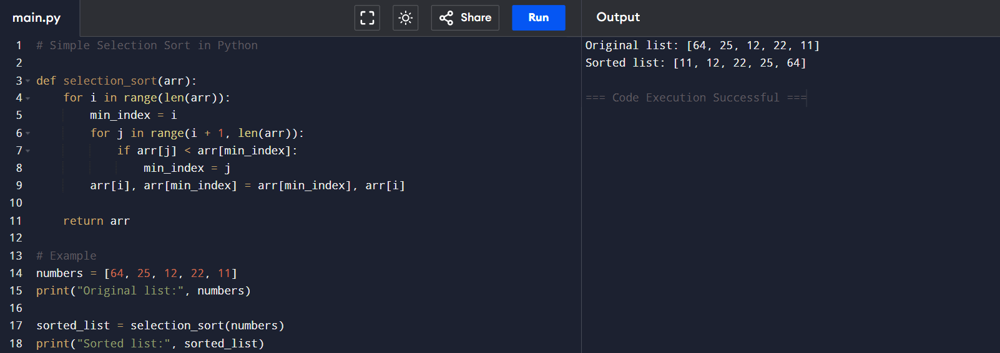 main.py
Share
Run
Output
1 # Simple Selection Sort in Python
2
3 def selection_sort(arr):
4     for i in range(len(arr)):
5         min_index = i
6         for j in range(i + 1, len(arr)):
7             if arr[j] < arr[min_index]:
8                 min_index = j
9         arr[i], arr[min_index] = arr[min_index], arr[i]
10
11     return arr
12
13 # Example
14 numbers = [64, 25, 12, 22, 11]
15 print("Original list:", numbers)
16
17 sorted_list = selection_sort(numbers)
18 print("Sorted list:", sorted_list)
Original list: [64, 25, 12, 22, 11]
Sorted list: [11, 12, 22, 25, 64]
=== Code Execution Successful ===